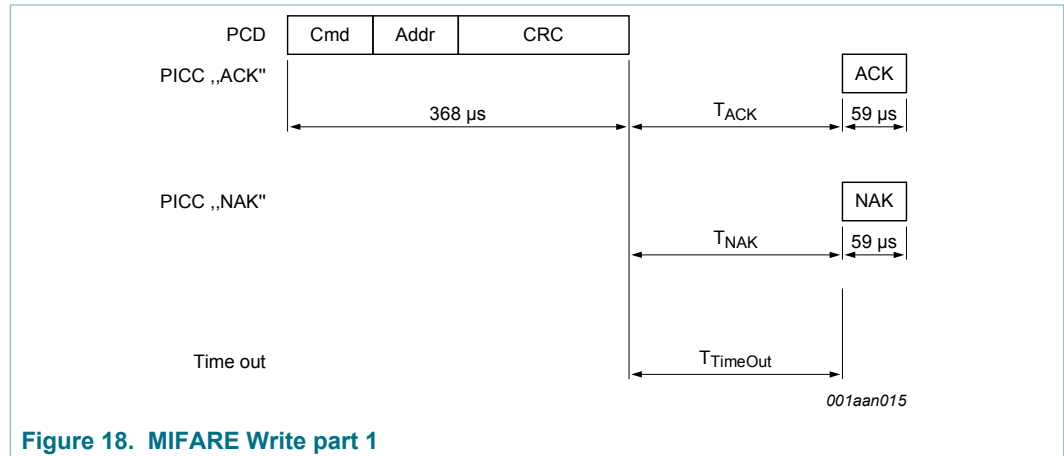 PCD Cmd Addr CRC
PICC ,,ACK" ACK
368 µs TACK 59 µs
PICC ,,NAK" NAK
TNAK 59 µs
Time out TTimeOut
001aan015
Figure 18. MIFARE Write part 1